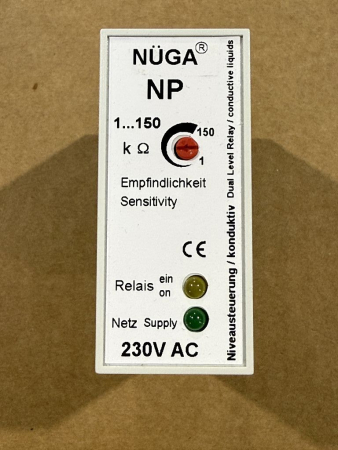 NÜGA®
NP
1...150
k Ω
150
1
Empfindlichkeit
Sensitivity
CE
Relais ein
on
Netz Supply
230V AC
Niveausteuerung / konduktiv Dual Level Relay / conductive liquids